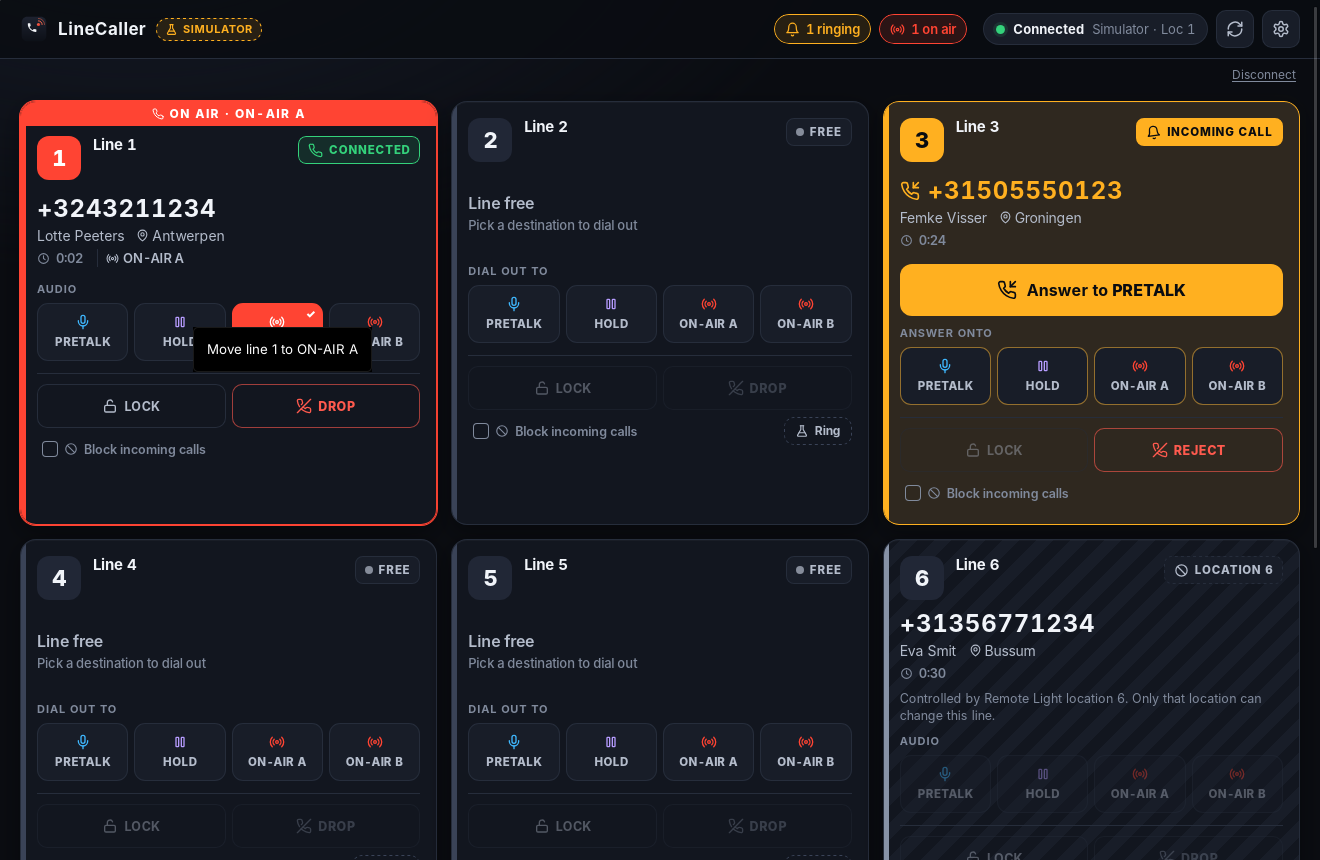 LineCaller SIMULATOR 1 ringing 1 on air Connected Simulator · Loc 1
Disconnect
ON AIR · ON-AIR A
1 Line 1 CONNECTED
+3243211234
Lotte Peeters Antwerpen
0:02 ON-AIR A
AUDIO
PRETALK HOLD AIR B
Move line 1 to ON-AIR A
LOCK DROP
Block incoming calls
2 Line 2 FREE
Line free
Pick a destination to dial out
DIAL OUT TO
PRETALK HOLD ON-AIR A ON-AIR B
LOCK DROP
Block incoming calls Ring
3 Line 3 INCOMING CALL
+31505550123
Femke Visser Groningen
0:24
Answer to PRETALK
ANSWER ONTO
PRETALK HOLD ON-AIR A ON-AIR B
LOCK REJECT
Block incoming calls
4 Line 4 FREE
Line free
Pick a destination to dial out
DIAL OUT TO
PRETALK HOLD ON-AIR A ON-AIR B
LOCK DROP
5 Line 5 FREE
Line free
Pick a destination to dial out
DIAL OUT TO
PRETALK HOLD ON-AIR A ON-AIR B
LOCK DROP
6 Line 6 LOCATION 6
+31356771234
Eva Smit Bussum
0:30
Controlled by Remote Light location 6. Only that location can
change this line.
AUDIO
PRETALK HOLD ON-AIR A ON-AIR B
LOCK DROP